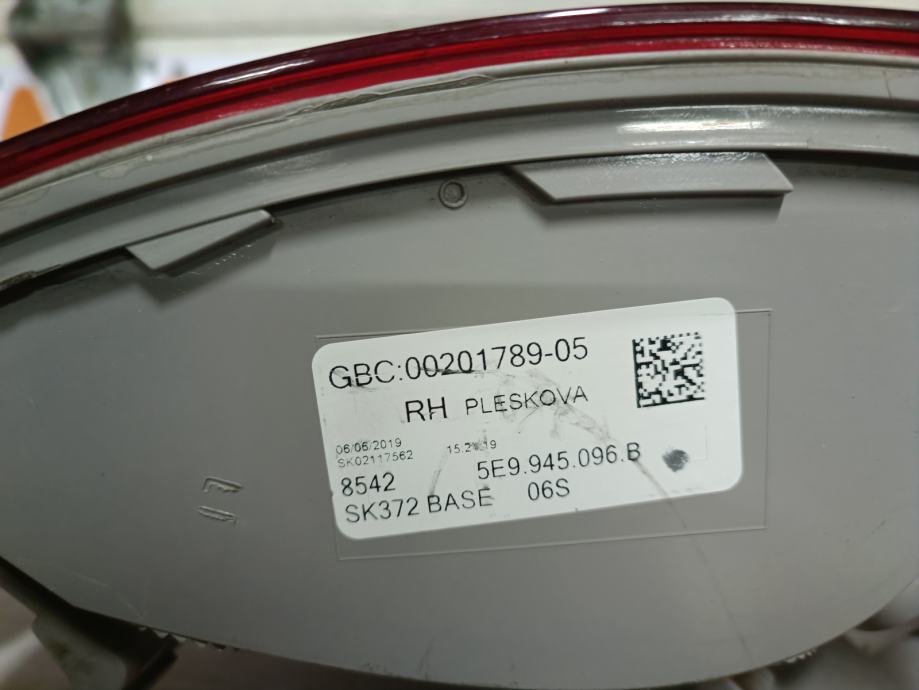 GBC:00201789-05
RH PLESKOVA
06/06/2019
SK02117562
5E9.945.096.B
8542
SK372 BASE 06S